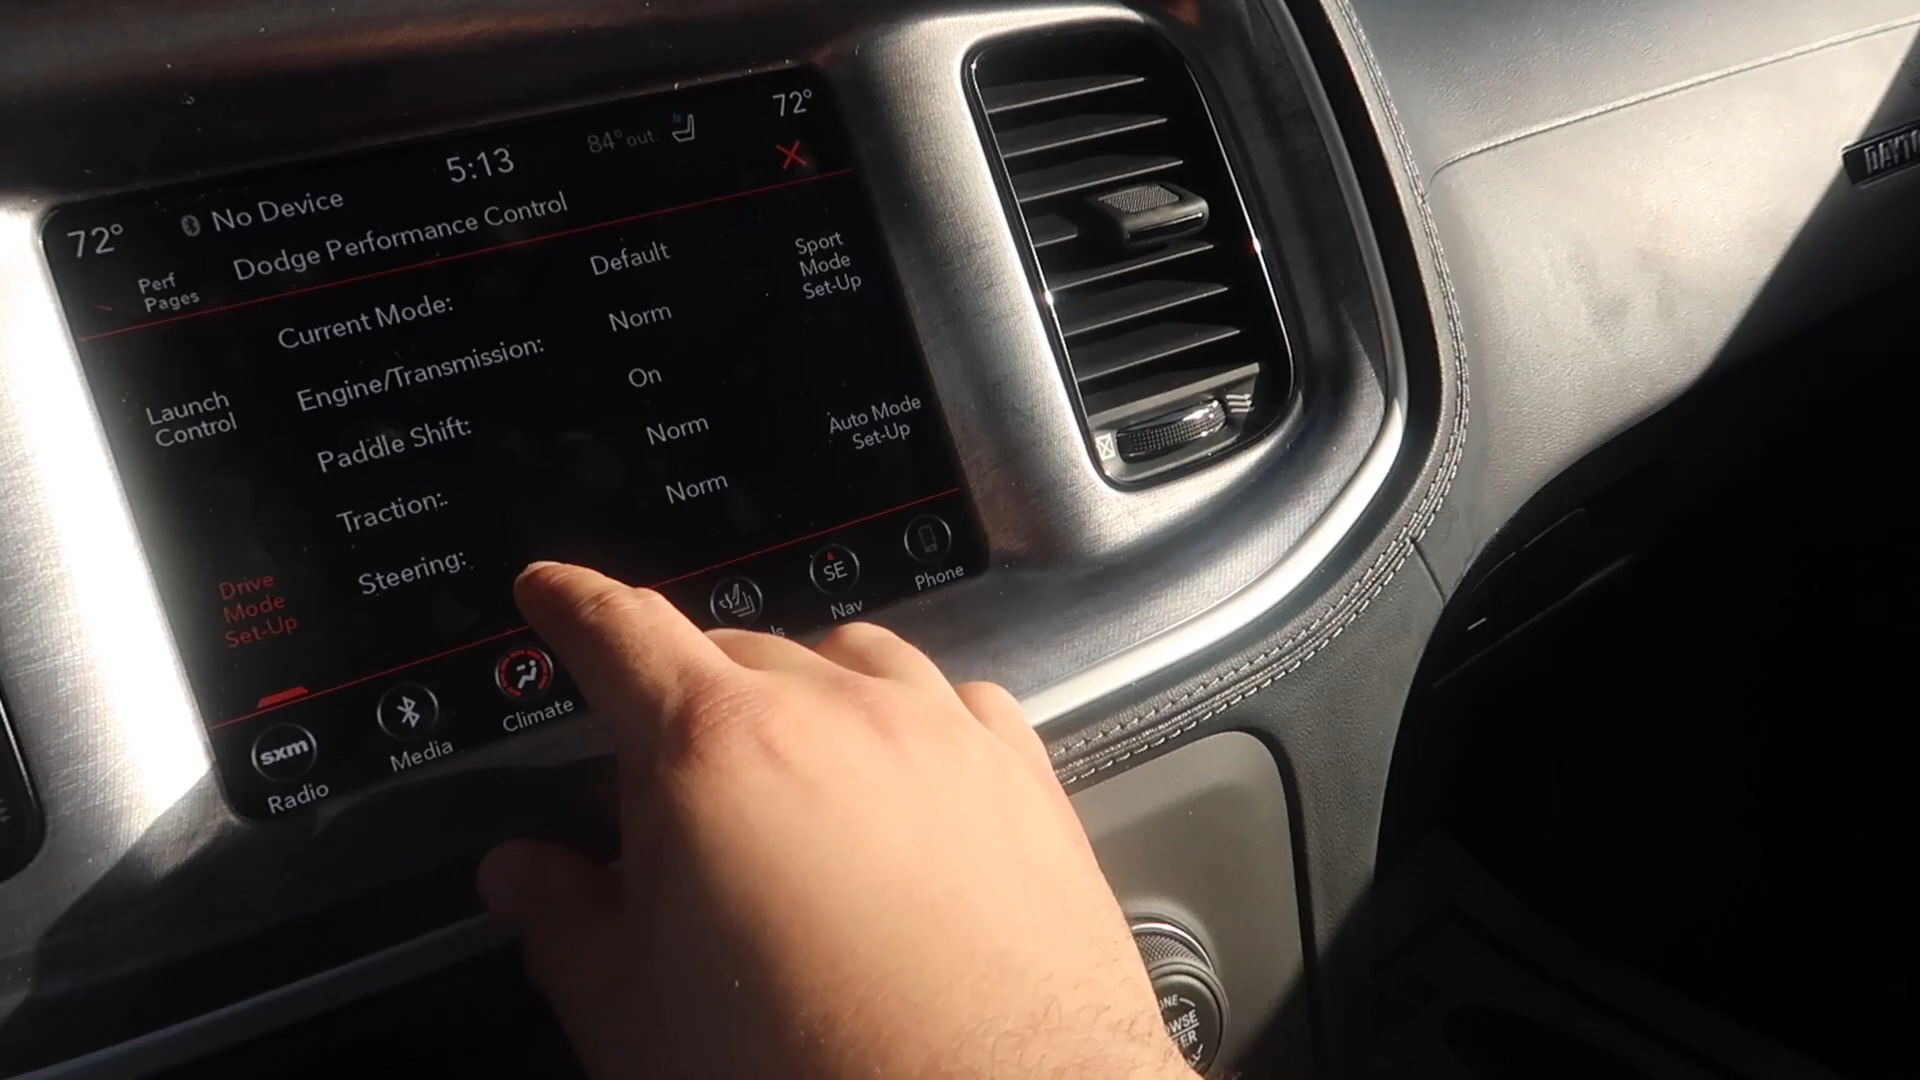 72°
No Device
5:13
84° out.
72°
Perf
Pages
Dodge Performance Control
Launch
Control
Drive
Mode
Set-Up
Current Mode:
Default
Engine/Transmission:
Norm
Paddle Shift:
On
Traction:
Norm
Steering:
Norm
Sport
Mode
Set-Up
Auto Mode
Set-Up
sxm
Radio
Media
Climate
SE
Nav
Phone